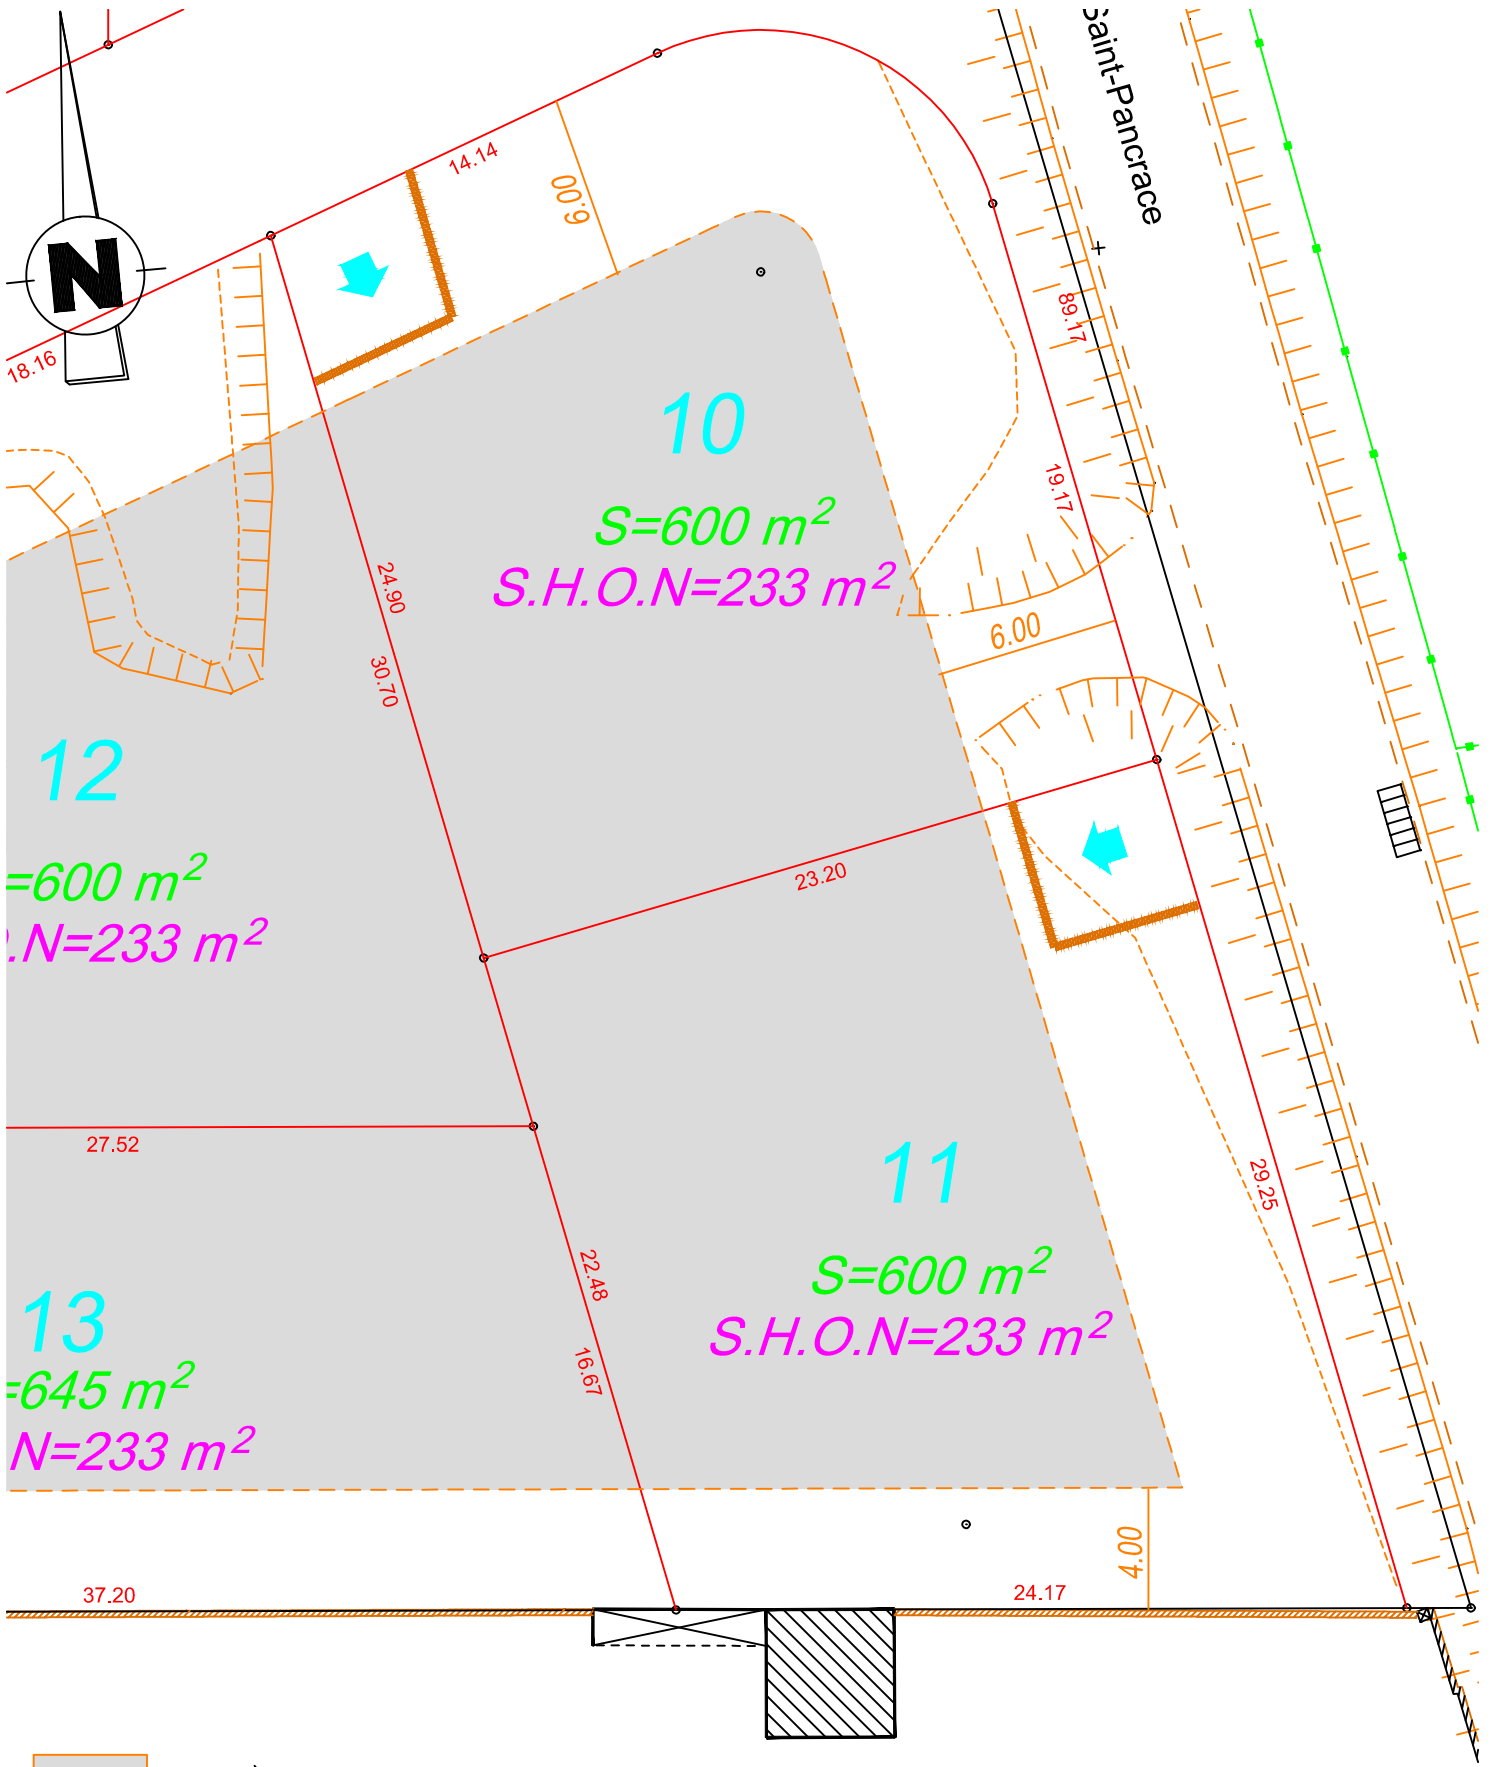 Saint-Pancrace
14.14
6.00
N
18.16
89.17
10
19.17
S=600 m²
S.H.O.N=233 m²
24.90
6.00
30.70
12
=600 m²
.N=233 m²
23.20
27.52
11
29.25
22.48
S=600 m²
S.H.O.N=233 m²
13
16.67
=645 m²
N=233 m²
4.00
37.20
24.17